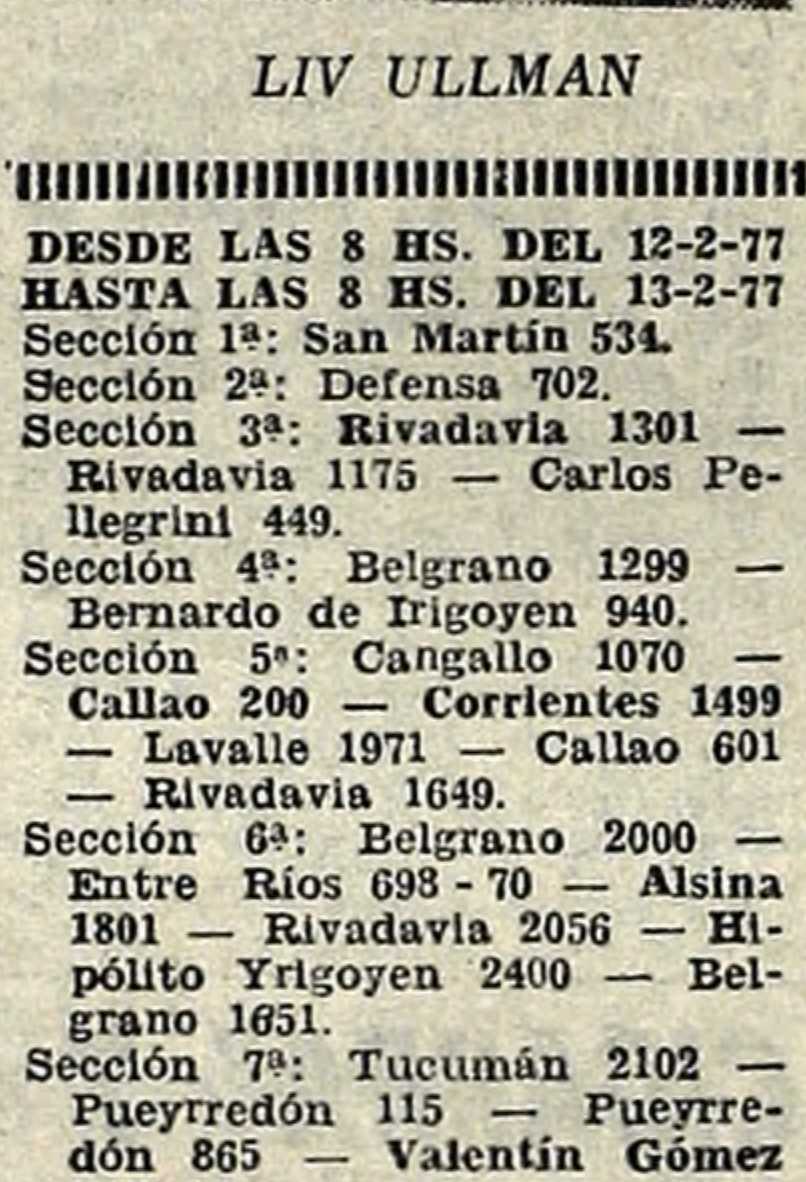 LIV ULLMAN
DESDE LAS 8 HS. DEL 12-2-77
HASTA LAS 8 HS. DEL 13-2-77
Sección 1ª: San Martín 534.
Sección 2ª: Defensa 702.
Sección 3ª: Rivadavia 1301 —
Rivadavia 1175 — Carlos Pe-
llegrini 449.
Sección 4ª: Belgrano 1299 —
Bernardo de Irigoyen 940.
Sección 5ª: Cangallo 1070 —
Callao 200 — Corrientes 1499
— Lavalle 1971 — Callao 601
— Rivadavia 1649.
Sección 6ª: Belgrano 2000 —
Entre Ríos 698 - 70 — Alsina
1801 — Rivadavia 2056 — Hi-
pólito Yrigoyen 2400 — Bel-
grano 1651.
Sección 7ª: Tucumán 2102 —
Pueyrredón 115 — Pueyrre-
dón 865 — Valentín Gómez